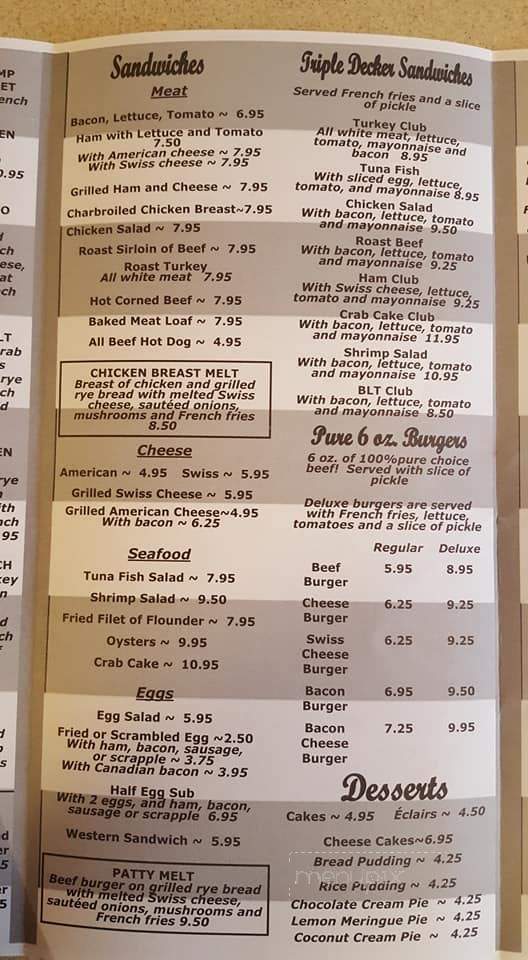 Sandwiches
Meat
Bacon, Lettuce, Tomato ~ 6.95
Ham with Lettuce and Tomato
7.50
With American cheese ~ 7.95
With Swiss cheese ~ 7.95
Grilled Ham and Cheese ~ 7.95
Charbroiled Chicken Breast~7.95
Chicken Salad ~ 7.95
Roast Sirloin of Beef ~ 7.95
Roast Turkey
All white meat 7.95
Hot Corned Beef ~ 7.95
Baked Meat Loaf ~ 7.95
All Beef Hot Dog ~ 4.95
CHICKEN BREAST MELT
Breast of chicken and grilled
rye bread with melted Swiss
cheese, sautéed onions,
mushrooms and French fries
8.50
Cheese
American ~ 4.95 Swiss ~ 5.95
Grilled Swiss Cheese ~ 5.95
Grilled American Cheese~4.95
With bacon ~ 6.25
Seafood
Tuna Fish Salad ~ 7.95
Shrimp Salad ~ 9.50
Fried Filet of Flounder ~ 7.95
Oysters ~ 9.95
Crab Cake ~ 10.95
Eggs
Egg Salad ~ 5.95
Fried or Scrambled Egg ~2.50
With ham, bacon, sausage,
or scrapple ~ 3.75
With Canadian bacon ~ 3.95
Half Egg Sub
With 2 eggs, and ham, bacon,
sausage or scrapple 6.95
Western Sandwich ~ 5.95
PATTY MELT
Beef burger on grilled rye bread
with melted Swiss cheese,
sautéed onions, mushrooms and
French fries 9.50
Triple Decker Sandwiches
Served French fries and a slice
of pickle
Turkey Club
All white meat, lettuce,
tomato, mayonnaise and
bacon 8.95
Tuna Fish
With sliced egg, lettuce,
tomato, and mayonnaise 8.95
Chicken Salad
With bacon, lettuce, tomato
and mayonnaise 9.50
Roast Beef
With bacon, lettuce, tomato
and mayonnaise 9.25
Ham Club
With Swiss cheese, lettuce,
tomato and mayonnaise 9.25
Crab Cake Club
With bacon, lettuce, tomato
and mayonnaise 11.95
Shrimp Salad
With bacon, lettuce, tomato
and mayonnaise 10.95
BLT Club
With bacon, lettuce, tomato
and mayonnaise 8.50
Pure 6 oz. Burgers
6 oz. of 100%pure choice
beef! Served with slice of
pickle
Deluxe burgers are served
with French fries, lettuce,
tomatoes and a slice of pickle
Regular Deluxe
Beef 5.95 8.95
Burger
Cheese 6.25 9.25
Burger
Swiss 6.25 9.25
Cheese
Burger
Bacon 6.95 9.50
Burger
Bacon 7.25 9.95
Cheese
Burger
Desserts
Cakes ~ 4.95 Éclairs ~ 4.50
Cheese Cakes~6.95
Bread Pudding ~ 4.25
menupix
Rice Pudding ~ 4.25
Chocolate Cream Pie ~ 4.25
Lemon Meringue Pie ~ 4.25
Coconut Cream Pie ~ 4.25